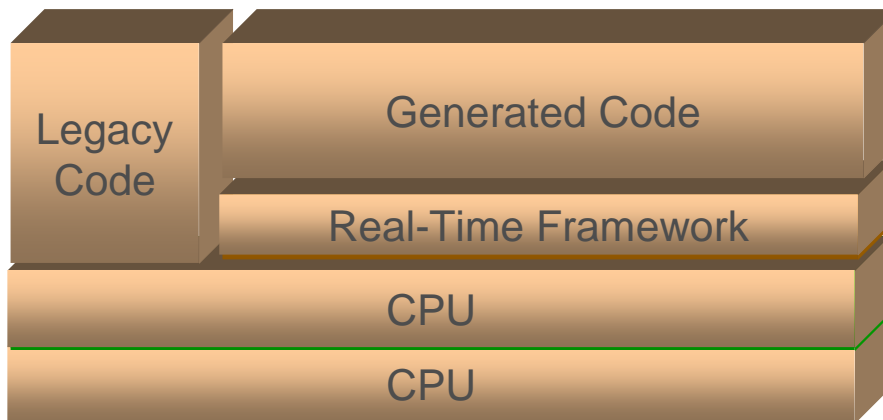 Legacy
Code
Generated Code
Real-Time Framework
CPU
CPU